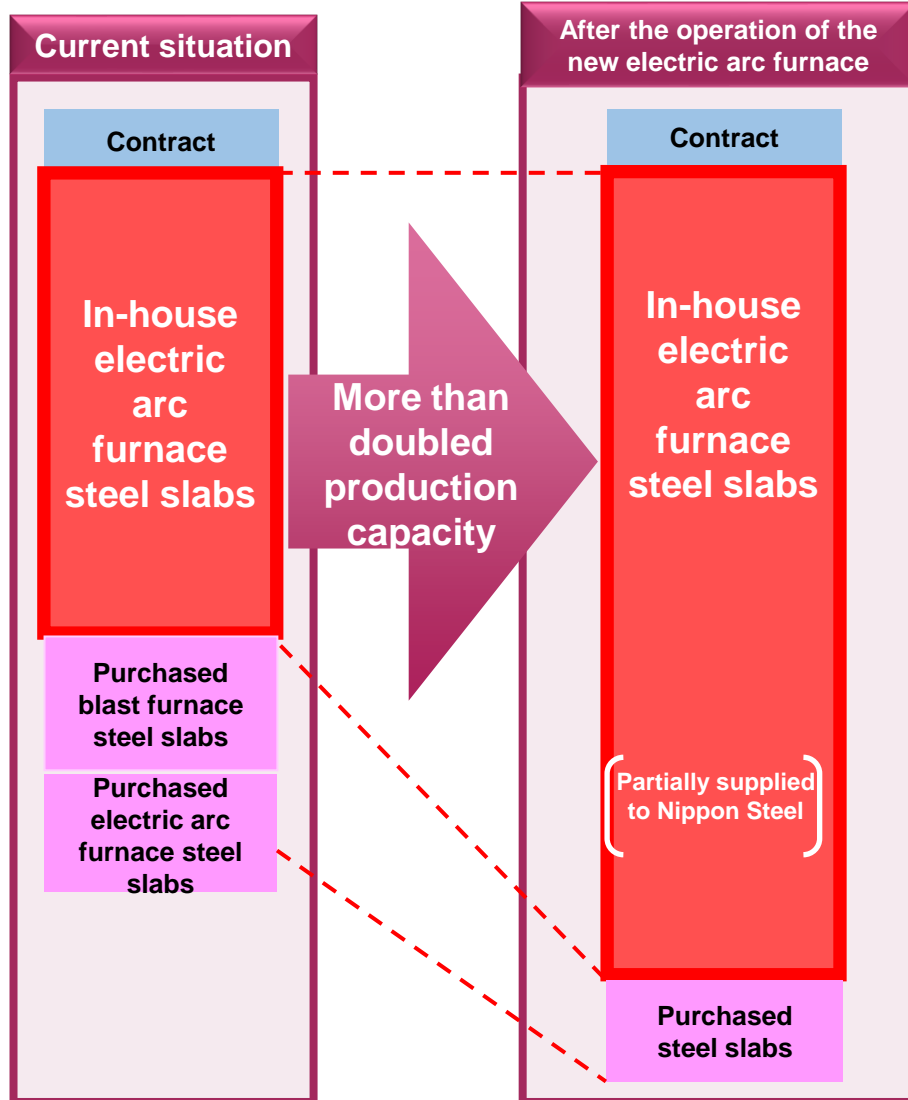 Current situation
Contract
In-house
electric
arc
furnace
steel slabs
Purchased
blast furnace
steel slabs
Purchased
electric arc
furnace steel
slabs
More than
doubled
production
capacity
After the operation of the
new electric arc furnace
Contract
In-house
electric
arc
furnace
steel slabs
Partially supplied
to Nippon Steel
Purchased
steel slabs